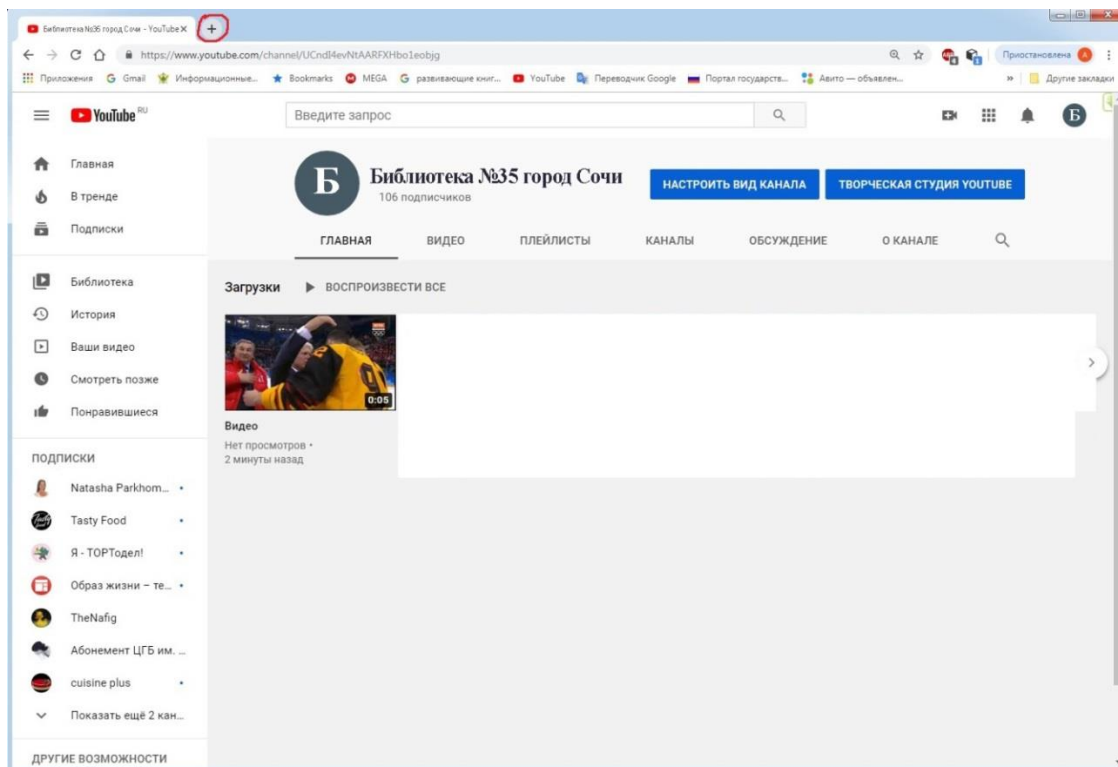 Библиотека №35 город Сочи - YouTube
https://www.youtube.com/channel/UCndl4evNtAARFXHbo1eobjg
Приостановлена
Приложения Gmail Информационные... Bookmarks MEGA развивающие книг... YouTube Переводчик Google Портал государств... Авито — объявлен... » Другие закладки
YouTube RU
Введите запрос
Б
Главная
В тренде
Подписки
Библиотека
История
Ваши видео
Смотреть позже
Понравившиеся
ПОДПИСКИ
Natasha Parkhom...
Tasty Food
Я - ТОРТодел!
Образ жизни – те...
TheNafig
Абонемент ЦГБ им. ...
cuisine plus
Показать ещё 2 кан...
ДРУГИЕ ВОЗМОЖНОСТИ
Б
Библиотека №35 город Сочи
106 подписчиков
НАСТРОИТЬ ВИД КАНАЛА
ТВОРЧЕСКАЯ СТУДИЯ YOUTUBE
ГЛАВНАЯ ВИДЕО ПЛЕЙЛИСТЫ КАНАЛЫ ОБСУЖДЕНИЕ О КАНАЛЕ
Загрузки ВОСПРОИЗВЕСТИ ВСЕ
0:05
Видео
Нет просмотров •
2 минуты назад